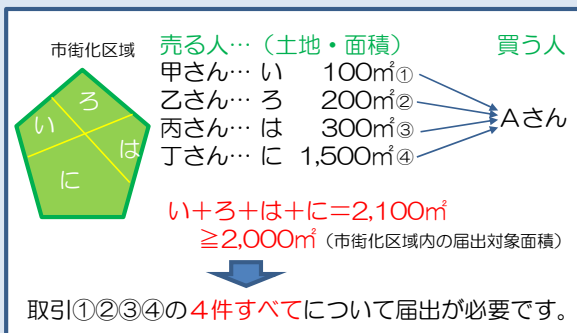 市街化区域
売る人…（土地・面積） 買う人
甲さん… い 100㎡①
乙さん… ろ 200㎡②
丙さん… は 300㎡③
丁さん… に 1,500㎡④
Aさん
い
ろ
は
に
い＋ろ＋は＋に＝2,100㎡
≧2,000㎡（市街化区域内の届出対象面積）
取引①②③④の４件すべてについて届出が必要です。